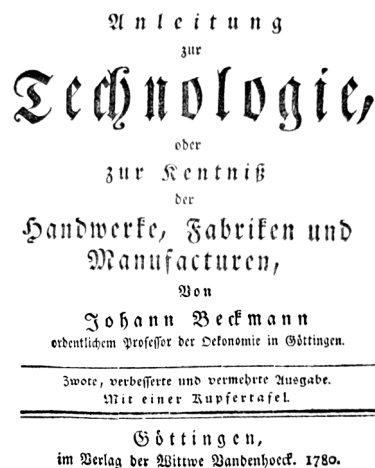 Anleitung
zur
Technologie,
oder
zur Kentniß
der
Handwerke, Fabriken und
Manufacturen,
Von
Johann Beckmann
ordentlichem Professor der Oekonomie in Göttingen.
Zwote, verbesserte und vermehrte Ausgabe.
Mit einer Kupfertafel.
Göttingen,
im Verlag der Wittwe Vandenhoeck. 1780.